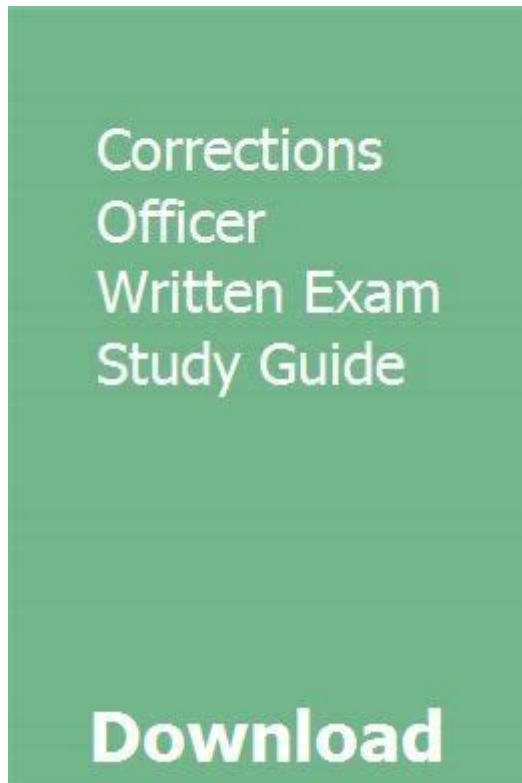 Corrections
Officer
Written Exam
Study Guide
Download